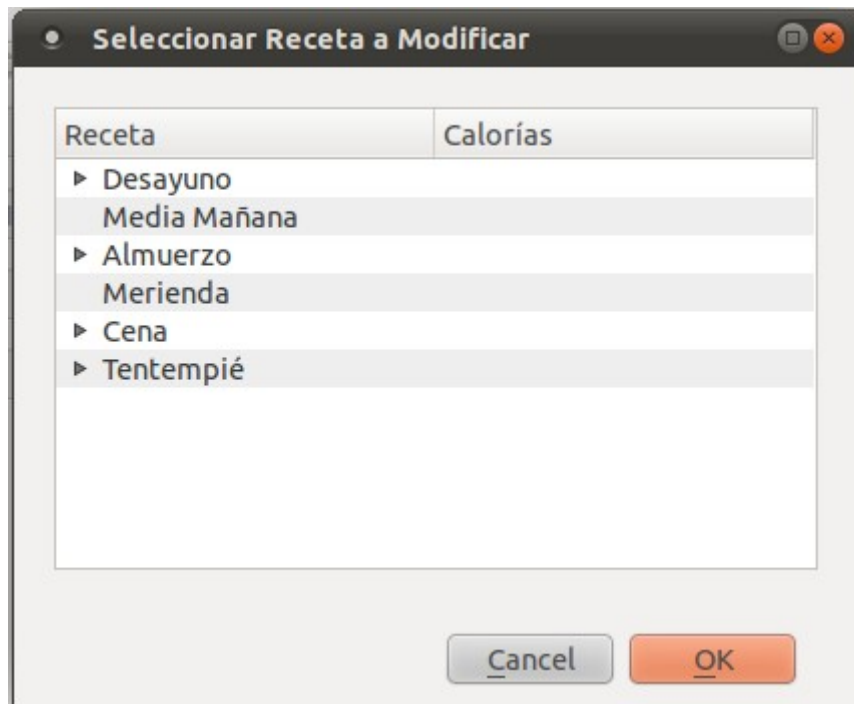 Seleccionar Receta a Modificar
Receta Calorías
Desayuno
Media Mañana
Almuerzo
Merienda
Cena
Tentempié
Cancel OK